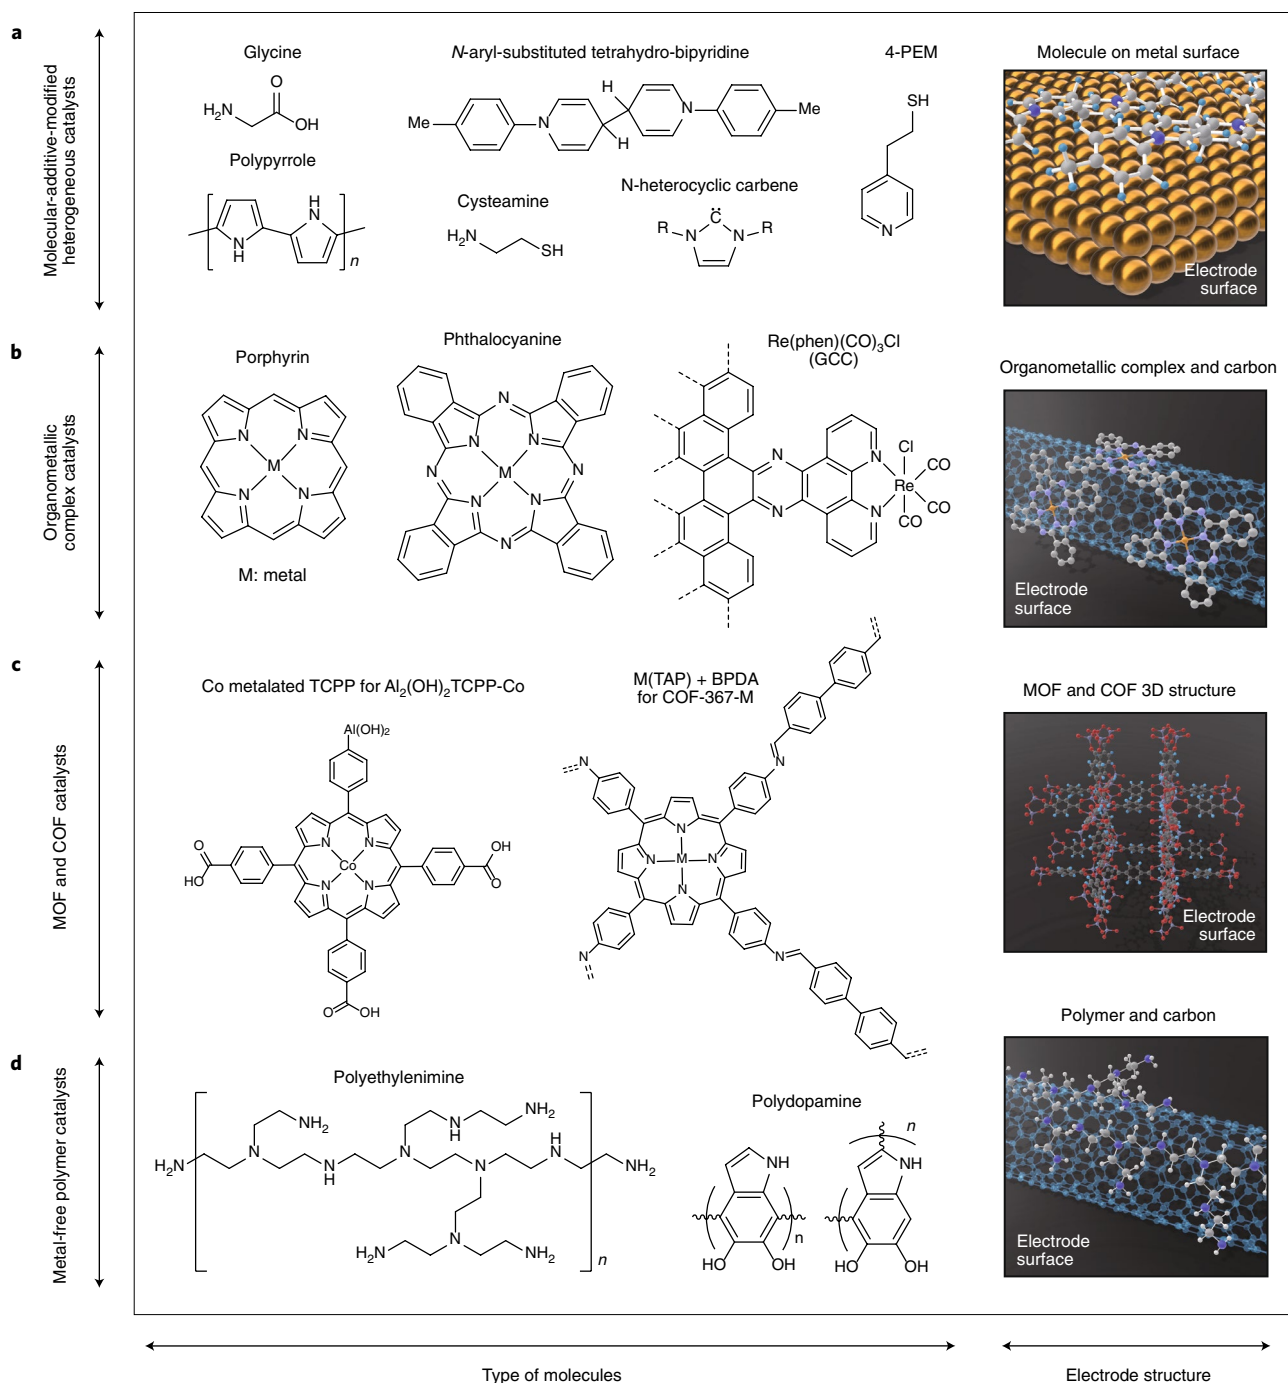 a
Molecular-additive-modified
heterogeneous catalysts
Glycine
H2N
O
OH
N-aryl-substituted tetrahydro-bipyridine
Me
N
H
H
N
Me
4-PEM
SH
N
Polypyrrole
N
H
H
N
n
Cysteamine
H2N
SH
N-heterocyclic carbene
C
R
N
N
R
Molecule on metal surface
Electrode
surface
b
Organometallic
complex catalysts
Porphyrin
N
N
M
N
N
M: metal
Phthalocyanine
N
N
N
N
M
N
N
N
N
Re(phen)(CO)3Cl
(GCC)
N
N
N
N
Cl
Re
CO
CO
CO
Organometallic complex and carbon
Electrode
surface
c
MOF and COF catalysts
Co metalated TCPP for Al2(OH)2TCPP-Co
Al(OH)2
O
HO
N
N
Co
N
N
OH
O
O
OH
M(TAP) + BPDA
for COF-367-M
N
N
N
N
M
N
N
N
N
MOF and COF 3D structure
Electrode
surface
d
Metal-free polymer catalysts
Polyethylenimine
H2N
N
NH2
N
H
N
H
N
NH2
N
H
N
NH2
N
H2N
NH2
n
Polydopamine
NH
n
HO
OH
n
NH
HO
OH
Polymer and carbon
Electrode
surface
Type of molecules
Electrode structure